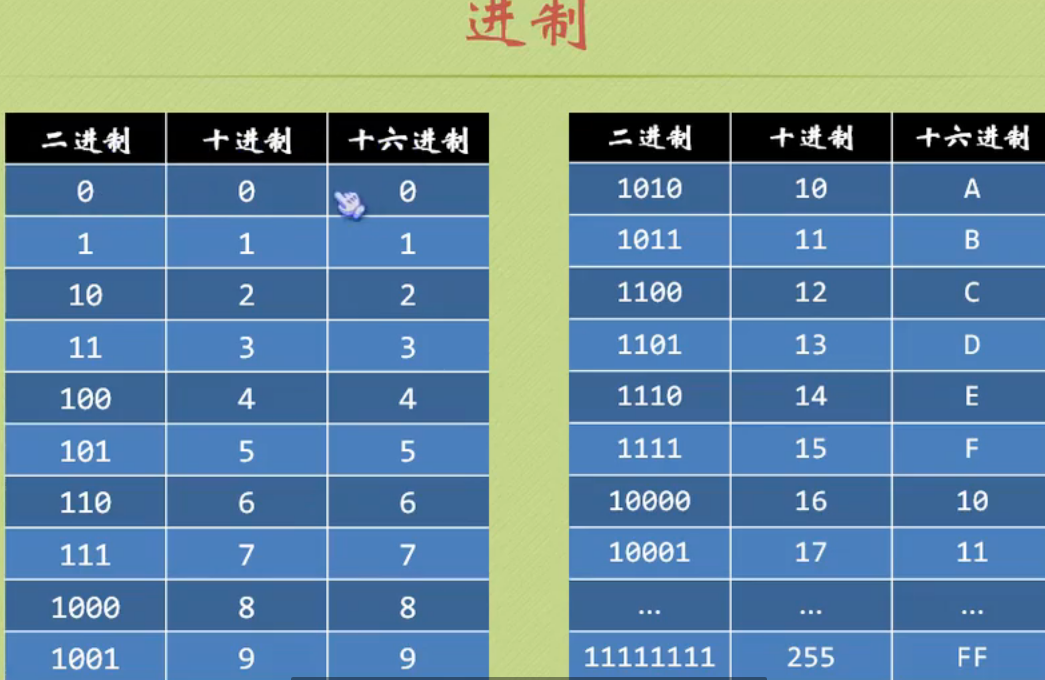 进制
二进制 十进制 十六进制
0 0 0
1 1 1
10 2 2
11 3 3
100 4 4
101 5 5
110 6 6
111 7 7
1000 8 8
1001 9 9
二进制 十进制 十六进制
1010 10 A
1011 11 B
1100 12 C
1101 13 D
1110 14 E
1111 15 F
10000 16 10
10001 17 11
... ... ...
11111111 255 FF